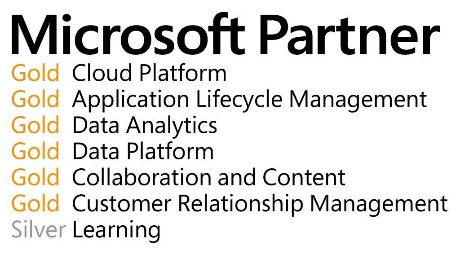 Microsoft Partner
Gold Cloud Platform
Gold Application Lifecycle Management
Gold Data Analytics
Gold Data Platform
Gold Collaboration and Content
Gold Customer Relationship Management
Silver Learning